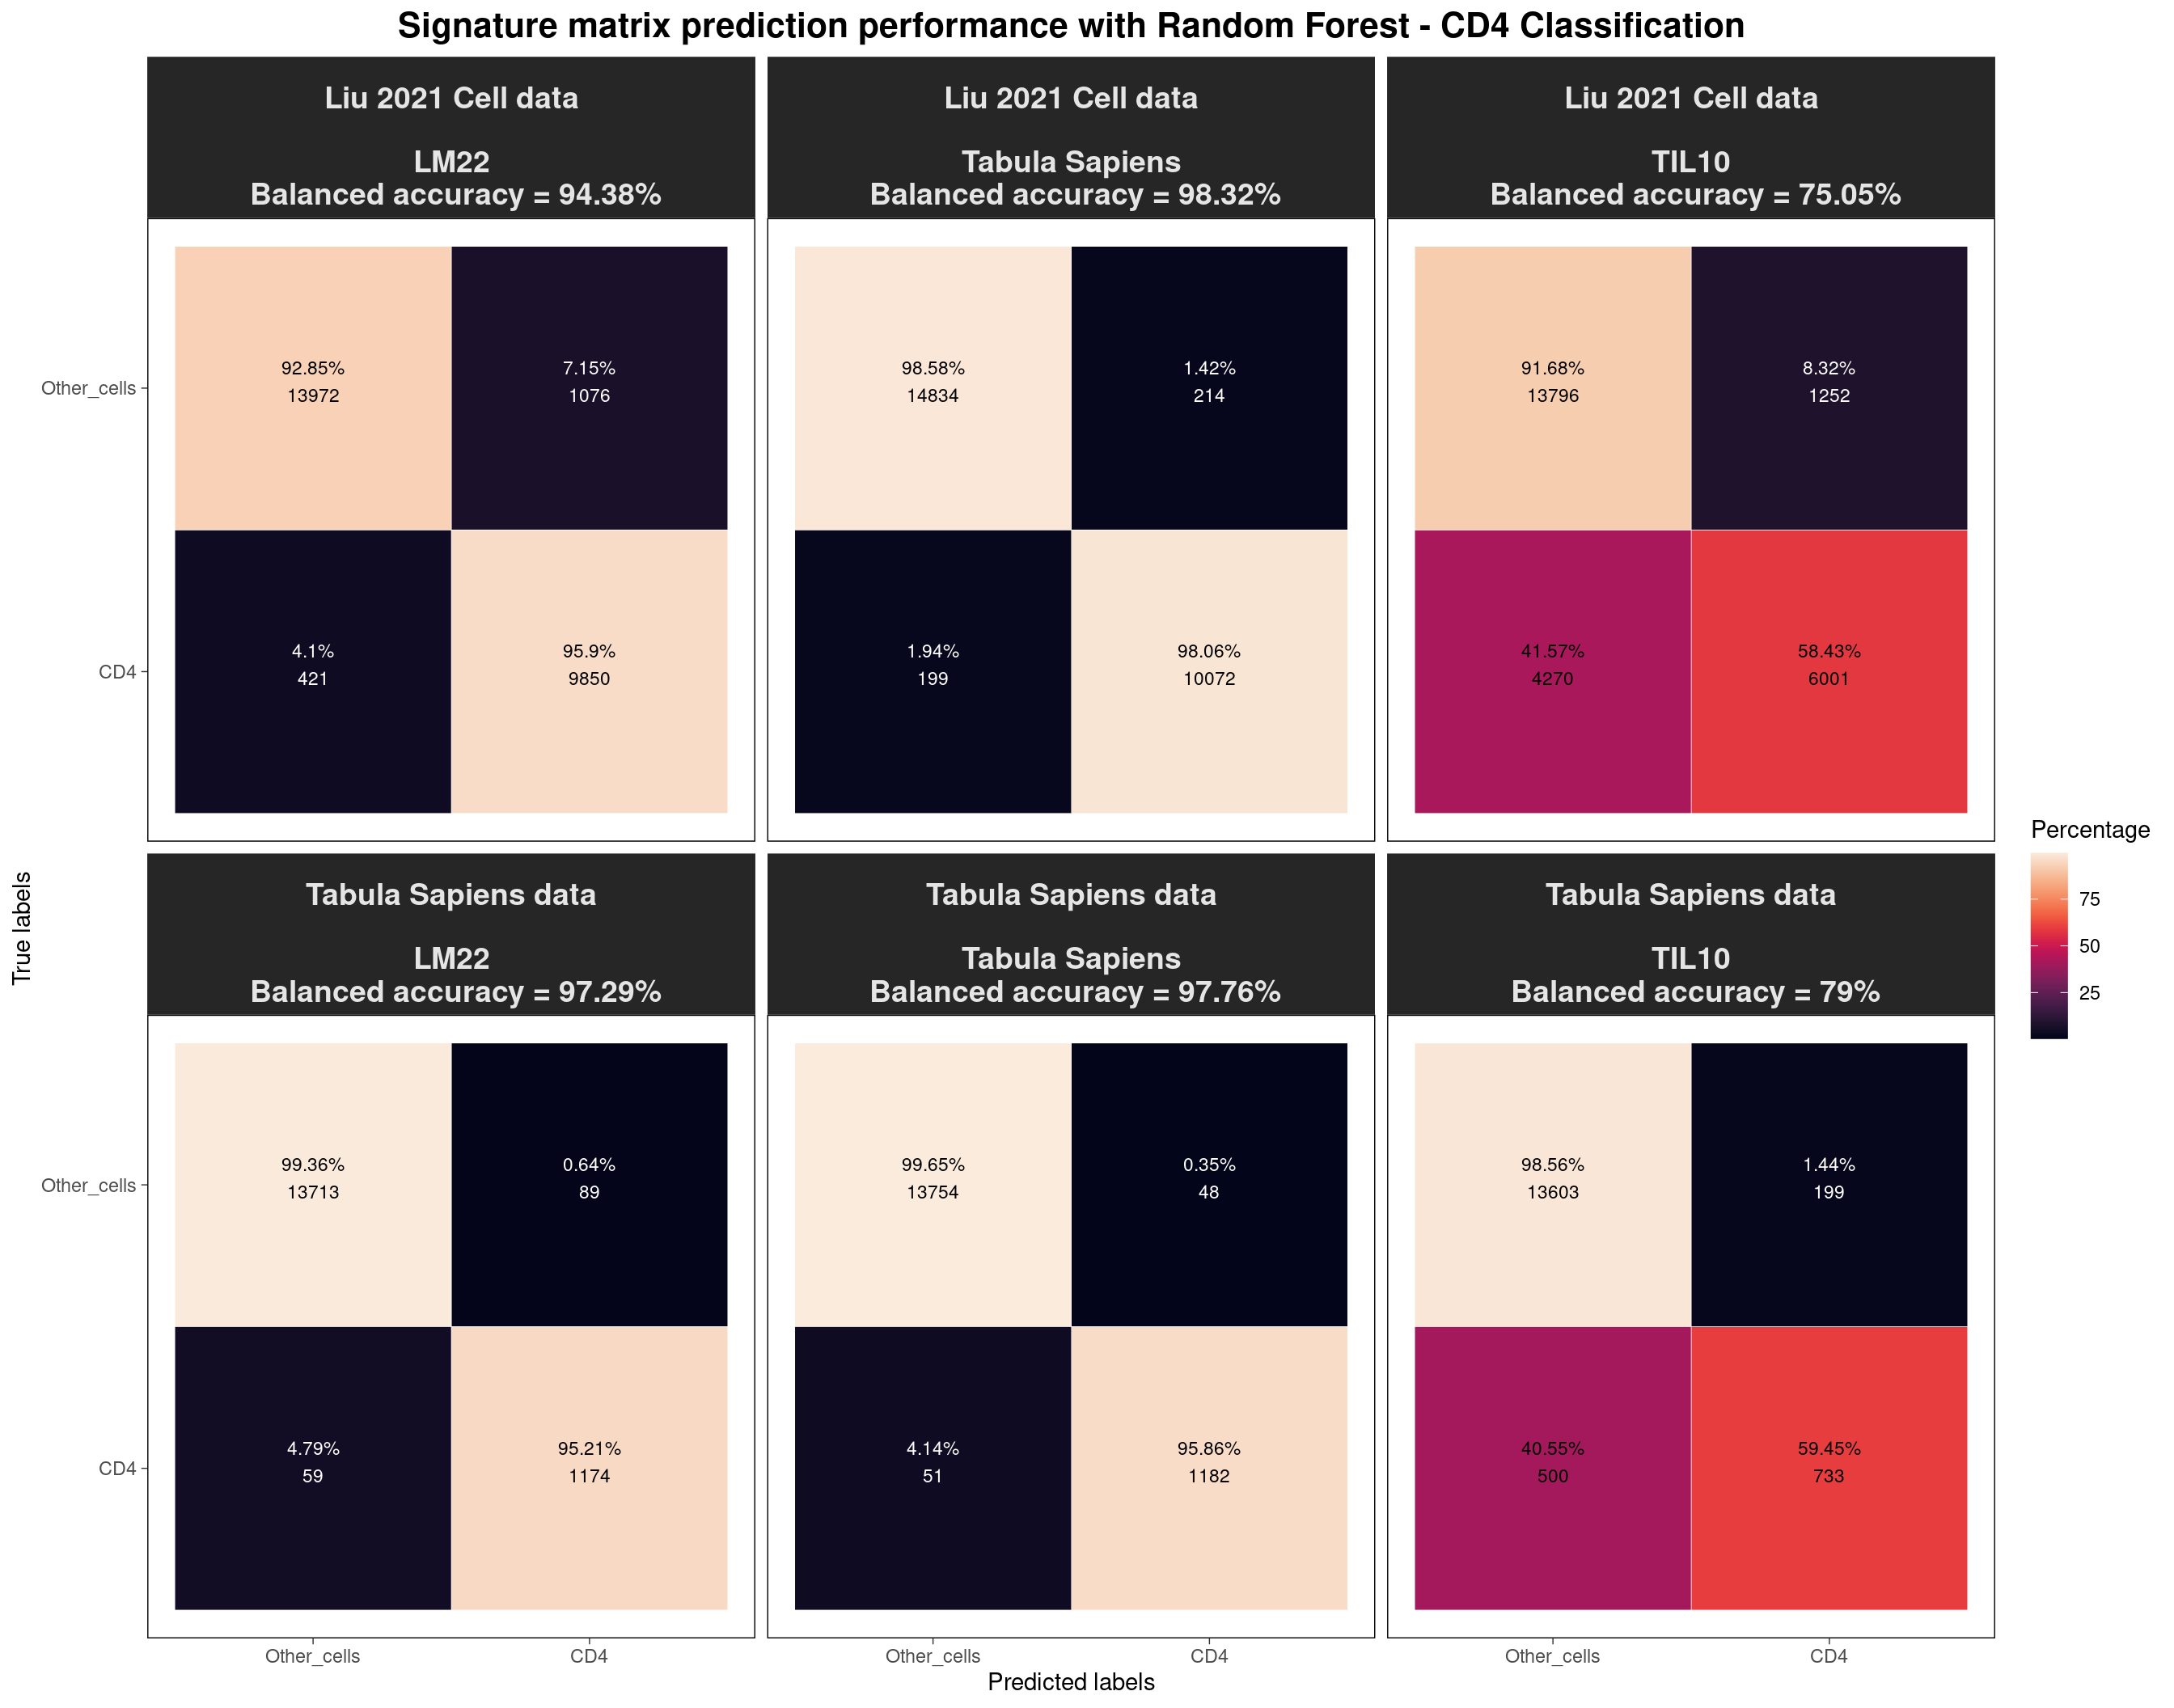 Signature matrix prediction performance with Random Forest - CD4 Classification
Liu 2021 Cell data
LM22
Balanced accuracy = 94.38%
Liu 2021 Cell data
Tabula Sapiens
Balanced accuracy = 98.32%
Liu 2021 Cell data
TIL10
Balanced accuracy = 75.05%
Other_cells
CD4
92.85%
13972
7.15%
1076
4.1%
421
95.9%
9850
98.58%
14834
1.42%
214
1.94%
199
98.06%
10072
91.68%
13796
8.32%
1252
41.57%
4270
58.43%
6001
True labels
Tabula Sapiens data
LM22
Balanced accuracy = 97.29%
Tabula Sapiens data
Tabula Sapiens
Balanced accuracy = 97.76%
Tabula Sapiens data
TIL10
Balanced accuracy = 79%
Other_cells
CD4
99.36%
13713
0.64%
89
4.79%
59
95.21%
1174
99.65%
13754
0.35%
48
4.14%
51
95.86%
1182
98.56%
13603
1.44%
199
40.55%
500
59.45%
733
Other_cells
CD4
Other_cells
CD4
Other_cells
CD4
Predicted labels
Percentage
75
50
25